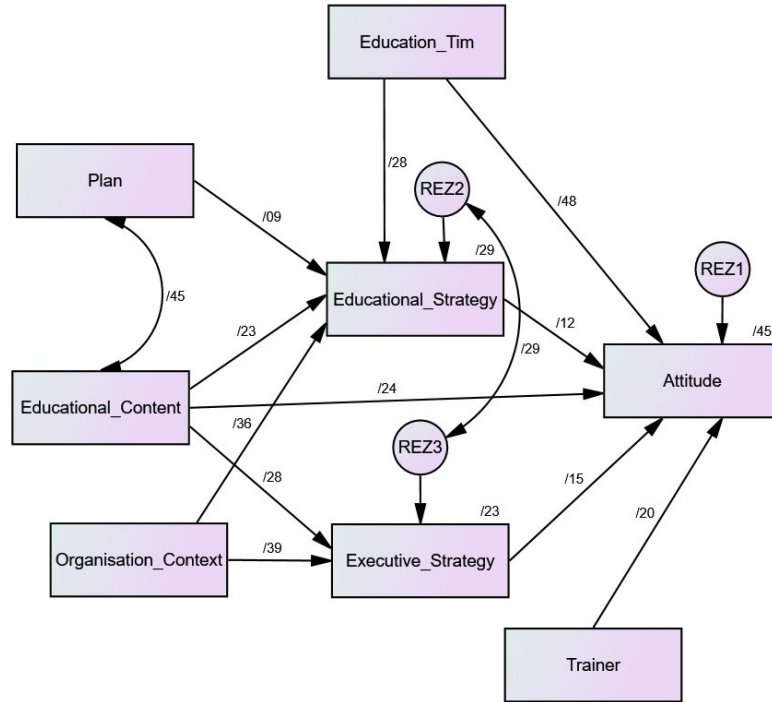 Education_Tim
/28
/48
Plan
/09
REZ2
/29
REZ1
/45
Educational_Strategy
/45
/23
/12
/29
Attitude
Educational_Content
/24
/36
REZ3
/28
/15
/23
/20
Organisation_Context
/39
Executive_Strategy
Trainer